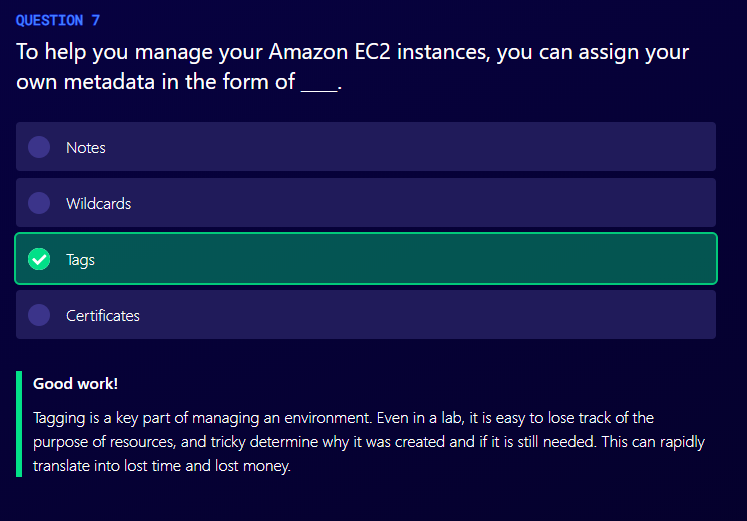 QUESTION 7
To help you manage your Amazon EC2 instances, you can assign your
own metadata in the form of ____.
Notes
Wildcards
Tags
Certificates
Good work!
Tagging is a key part of managing an environment. Even in a lab, it is easy to lose track of the
purpose of resources, and tricky determine why it was created and if it is still needed. This can rapidly
translate into lost time and lost money.